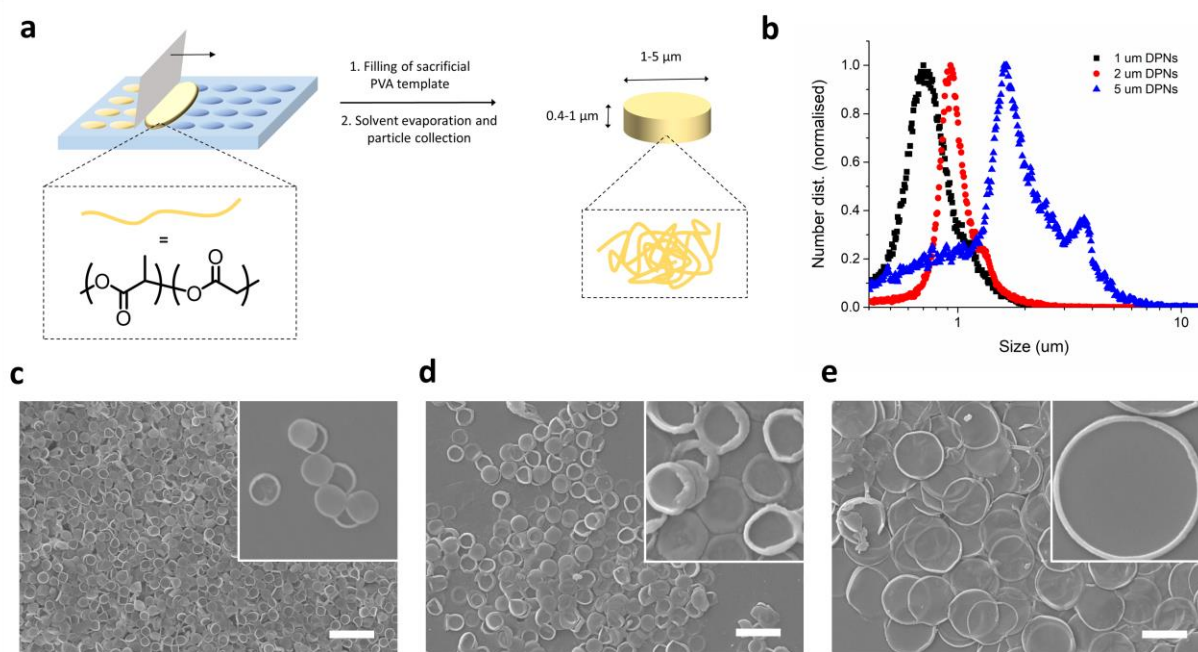 a
1. Filling of sacrificial
PVA template
2. Solvent evaporation and
particle collection
1-5 µm
0.4-1 µm
=
O
O
O
O
b
1.0
0.8
0.6
0.4
0.2
0.0
Number dist. (normalised)
1 um DPNs
2 um DPNs
5 um DPNs
1
10
Size (um)
c
d
e